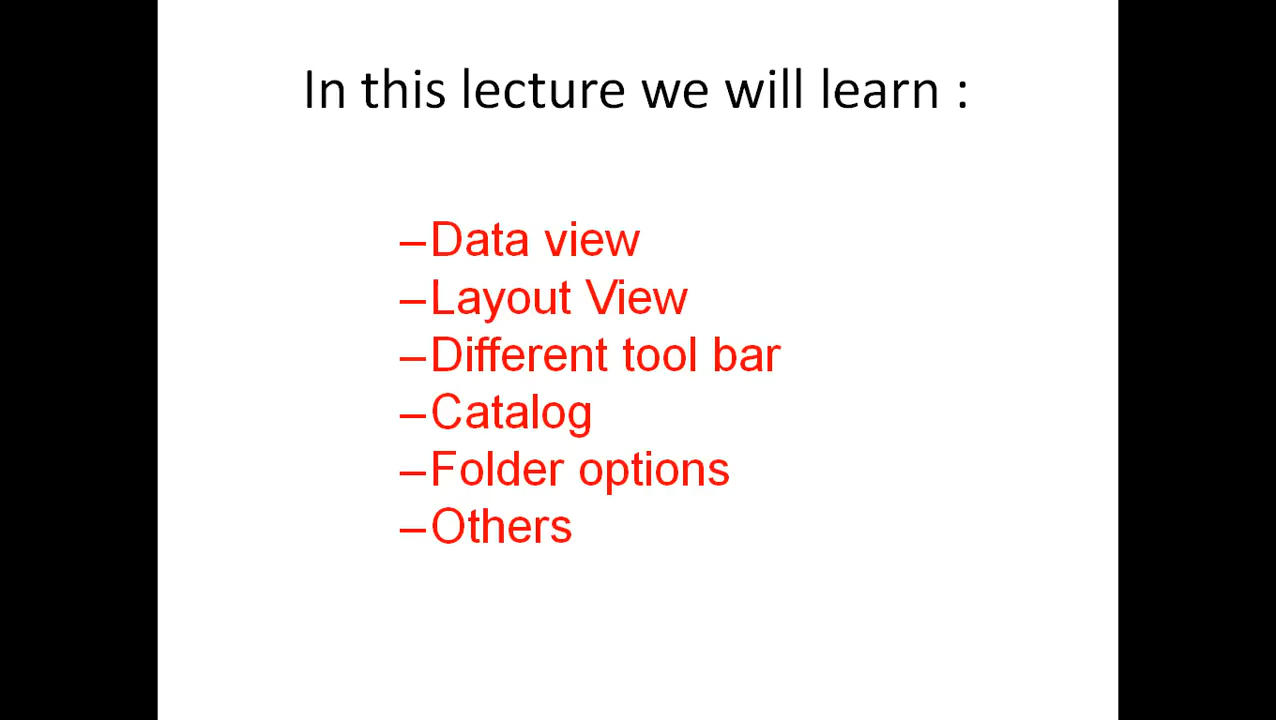 In this lecture we will learn :
–Data view
–Layout View
–Different tool bar
–Catalog
–Folder options
–Others